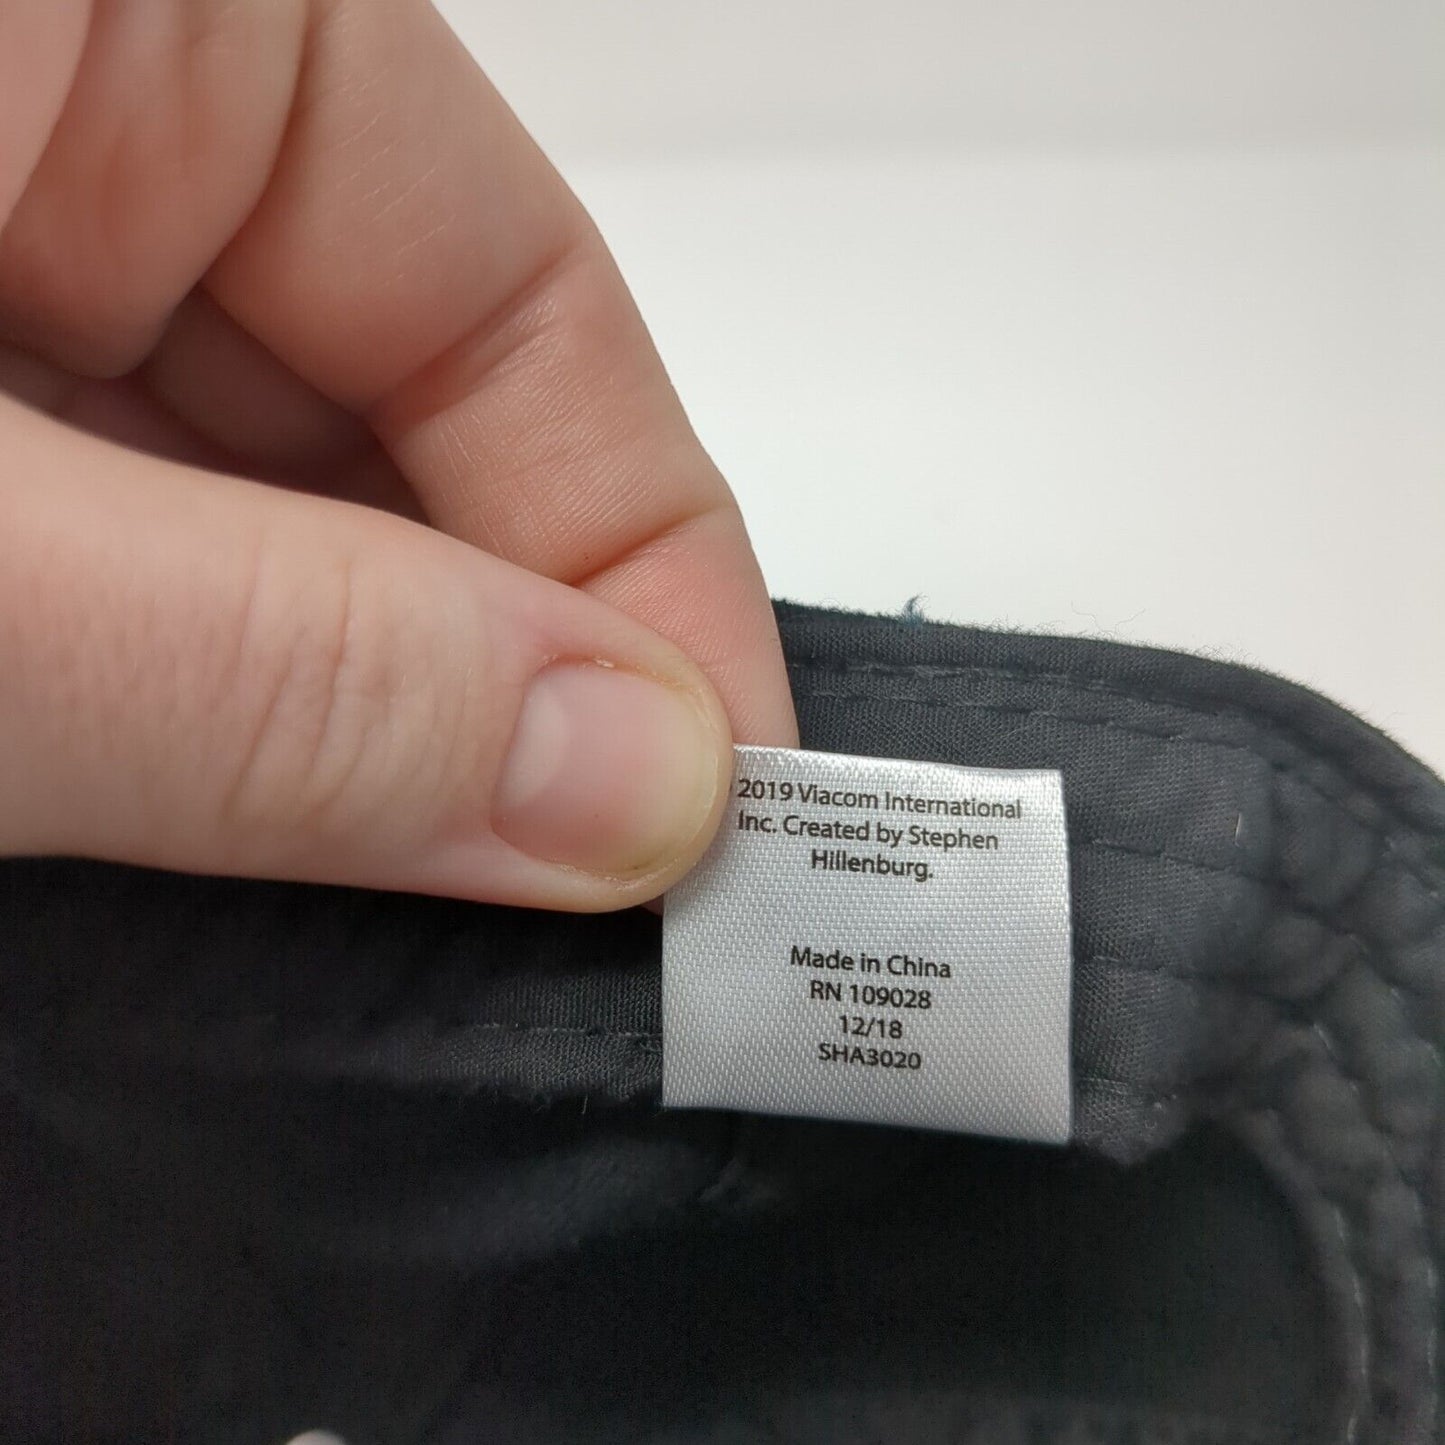 2019 Viacom International
Inc. Created by Stephen
Hillenburg.
Made in China
RN 109028
12/18
SHA3020